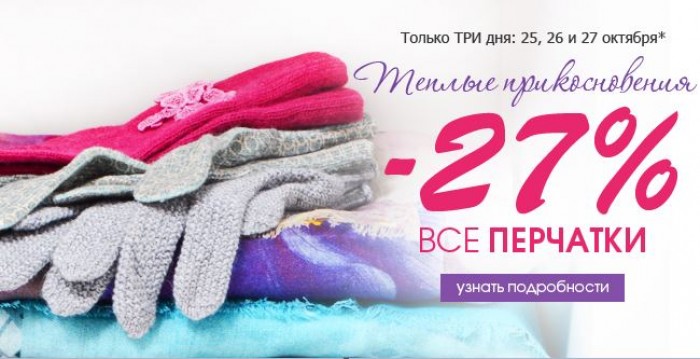 Только ТРИ дня: 25, 26 и 27 октября*
Теплые прикосновения
-27%
ВСЕ ПЕРЧАТКИ
узнать подробности